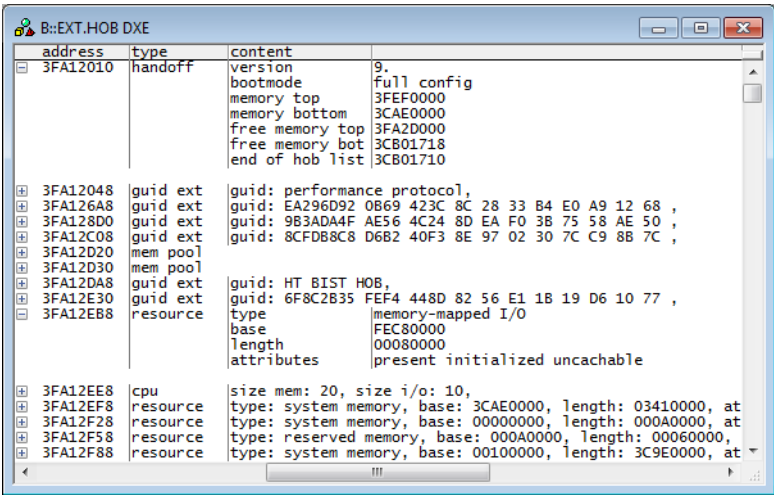 B::EXT.HOB DXE
address type content
3FA12010 handoff version 9.
bootmode full config
memory top 3FEF0000
memory bottom 3CAE0000
free memory top 3FA2D000
free memory bot 3CB01718
end of hob list 3CB01710
3FA12048 guid ext guid: performance protocol,
3FA126A8 guid ext guid: EA296D92 0B69 423C 8C 28 33 B4 E0 A9 12 68 ,
3FA128D0 guid ext guid: 9B3ADA4F AE56 4C24 8D EA F0 3B 75 58 AE 50 ,
3FA12C08 guid ext guid: 8CFDB8C8 D6B2 40F3 8E 97 02 30 7C C9 8B 7C ,
3FA12D20 mem pool
3FA12D30 mem pool
3FA12DA8 guid ext guid: HT BIST HOB,
3FA12E30 guid ext guid: 6F8C2B35 FEF4 448D 82 56 E1 1B 19 D6 10 77 ,
3FA12EB8 resource type memory-mapped I/O
base FEC80000
length 00080000
attributes present initialized uncachable
3FA12EE8 cpu size mem: 20, size i/o: 10,
3FA12EF8 resource type: system memory, base: 3CAE0000, length: 03410000, at
3FA12F28 resource type: system memory, base: 00000000, length: 000A0000, at
3FA12F58 resource type: reserved memory, base: 000A0000, length: 00060000,
3FA12F88 resource type: system memory, base: 00100000, length: 3C9E0000, at